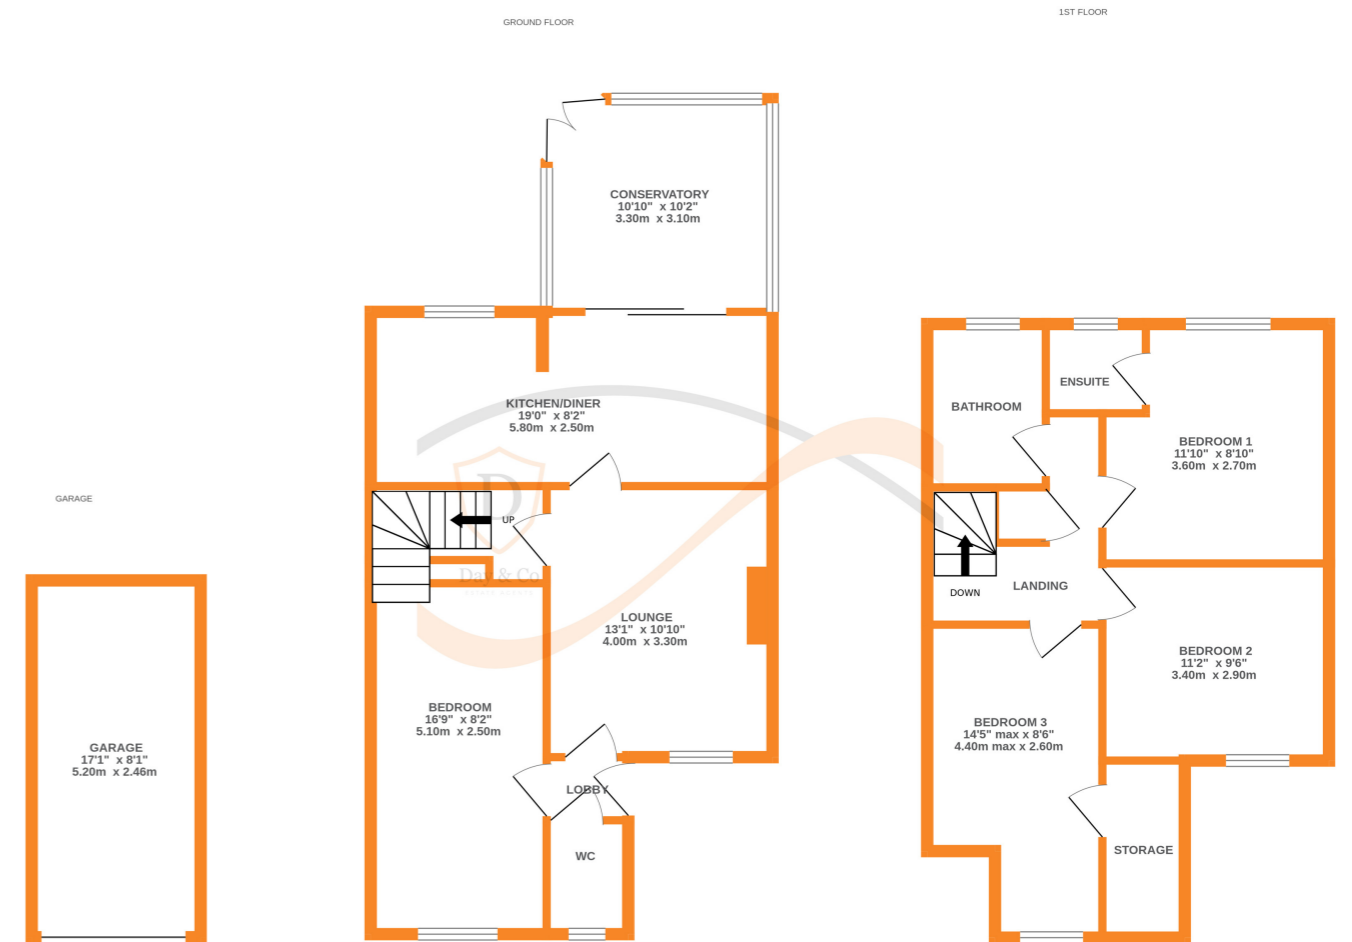 GROUND FLOOR
1ST FLOOR
CONSERVATORY
10'10" x 10'2"
3.30m x 3.10m
KITCHEN/DINER
19'0" x 8'2"
5.80m x 2.50m
UP
D
Day & Co
ESTATE AGENTS
LOUNGE
13'1" x 10'10"
4.00m x 3.30m
BEDROOM
16'9" x 8'2"
5.10m x 2.50m
LOBBY
WC
GARAGE
GARAGE
17'1" x 8'1"
5.20m x 2.46m
BATHROOM
ENSUITE
BEDROOM 1
11'10" x 8'10"
3.60m x 2.70m
LANDING
DOWN
BEDROOM 2
11'2" x 9'6"
3.40m x 2.90m
BEDROOM 3
14'5" max x 8'6"
4.40m max x 2.60m
STORAGE